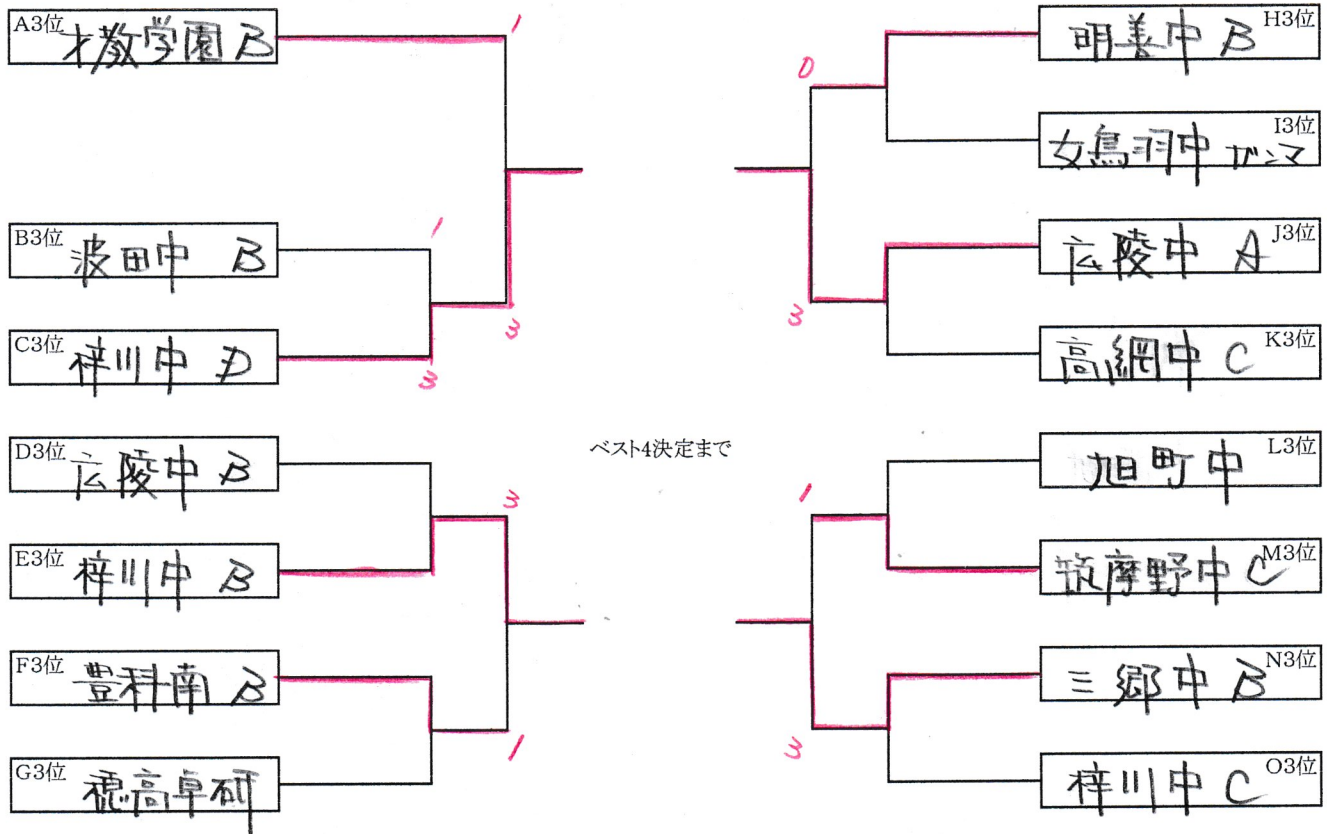 A3位 才教学園 B
1
B3位 波田中 B
1
3
C3位 梓川中 D
3
D3位 広陵中 B
3
E3位 梓川中 B
F3位 豊科南 B
1
G3位 穂高卓研
ベスト4決定まで
明善中 B H3位
0
女鳥羽中 ガンマ I3位
広陵中 A J3位
3
高綱中 C K3位
旭町中 L3位
1
筑摩野中 C M3位
三郷中 B N3位
3
梓川中 C O3位